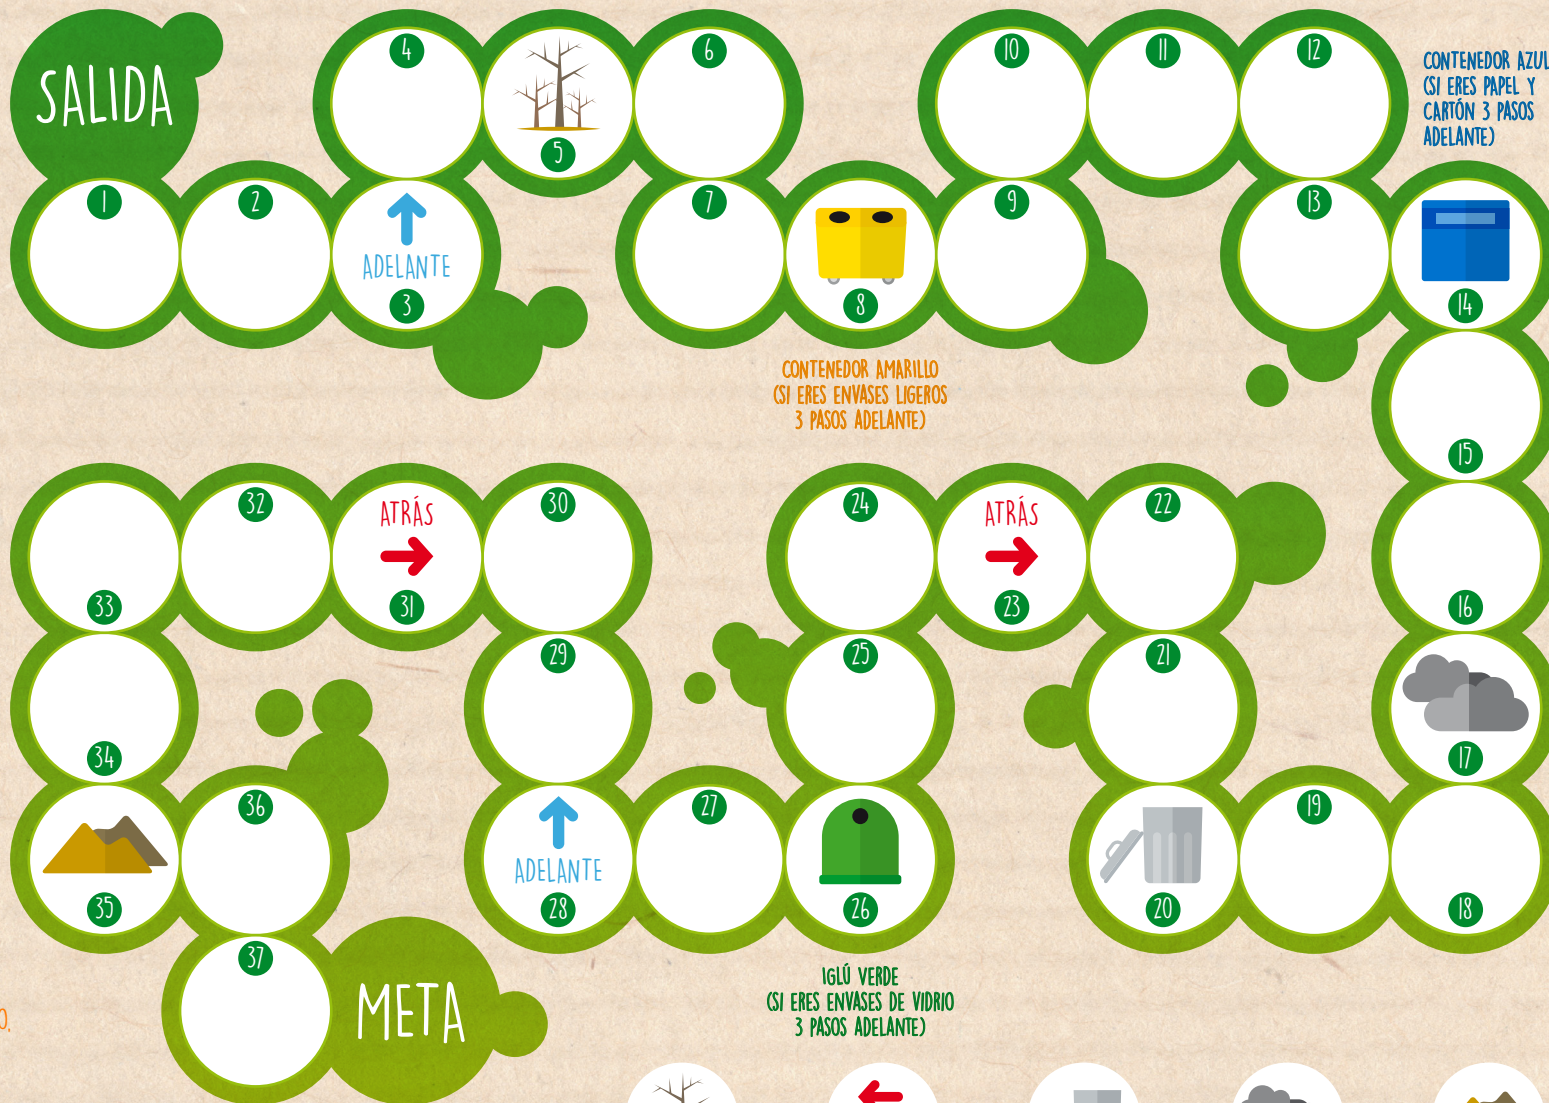 SALIDA
1
2
ADELANTE
3
4
5
6
7
8
CONTENEDOR AMARILLO
(SI ERES ENVASES LIGEROS
3 PASOS ADELANTE)
9
10
11
12
13
CONTENEDOR AZUL
(SI ERES PAPEL Y
CARTÓN 3 PASOS
ADELANTE)
14
15
16
17
18
19
20
21
22
ATRÁS
23
24
25
26
IGLÚ VERDE
(SI ERES ENVASES DE VIDRIO
3 PASOS ADELANTE)
27
ADELANTE
28
29
30
ATRÁS
31
32
33
34
35
36
37
META